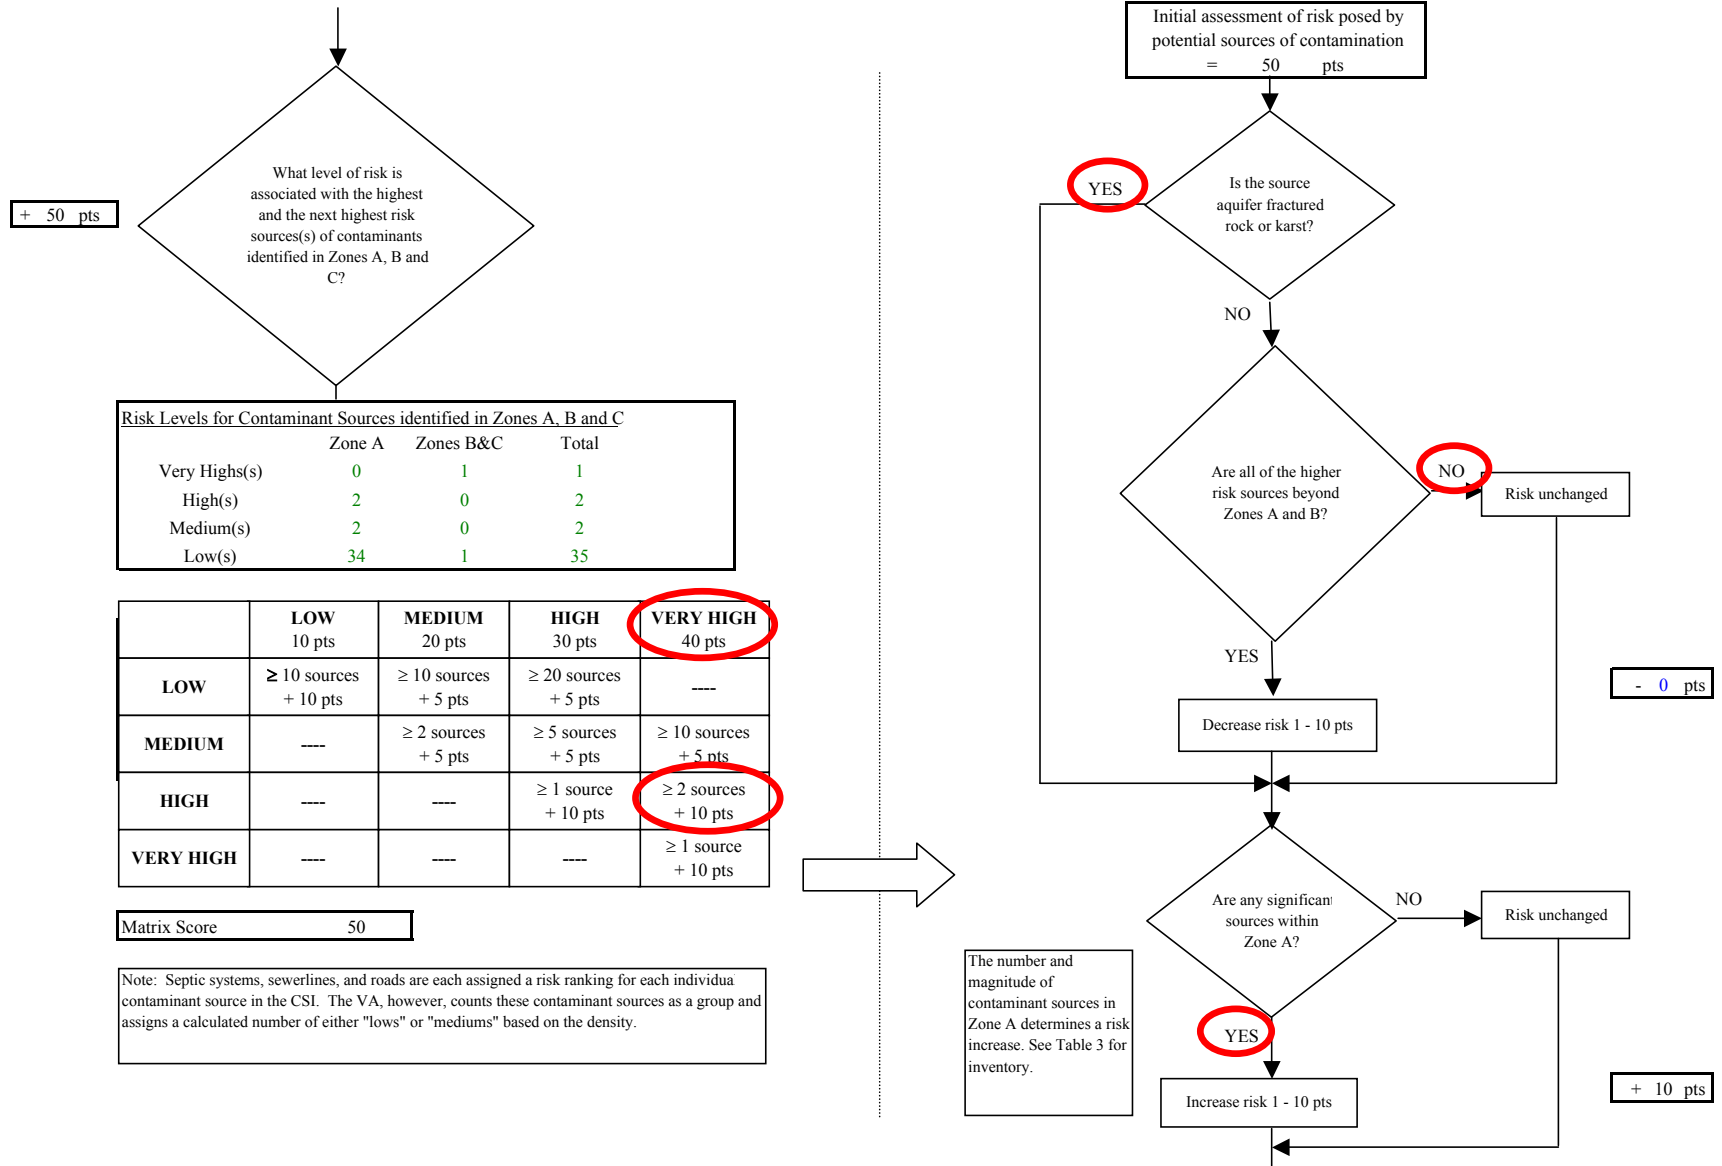 What level of risk is
associated with the highest
and the next highest risk
sources(s) of contaminants
identified in Zones A, B and
C?
+ 50 pts
Risk Levels for Contaminant Sources identified in Zones A, B and C
Zone A Zones B&C Total
Very Highs(s) 0 1 1
High(s) 2 0 2
Medium(s) 2 0 2
Low(s) 34 1 35
LOW MEDIUM HIGH VERY HIGH
10 pts 20 pts 30 pts 40 pts
LOW ≥ 10 sources ≥ 10 sources ≥ 20 sources ----
+ 10 pts + 5 pts + 5 pts
MEDIUM ---- ≥ 2 sources ≥ 5 sources ≥ 10 sources
+ 5 pts + 5 pts + 5 pts
HIGH ---- ---- ≥ 1 source ≥ 2 sources
+ 10 pts + 10 pts
VERY HIGH ---- ---- ---- ≥ 1 source
+ 10 pts
Matrix Score 50
Note: Septic systems, sewerlines, and roads are each assigned a risk ranking for each individua
contaminant source in the CSI. The VA, however, counts these contaminant sources as a group and
assigns a calculated number of either "lows" or "mediums" based on the density.
Initial assessment of risk posed by
potential sources of contamination
= 50 pts
Is the source
aquifer fractured
rock or karst?
YES
NO
Are all of the higher
risk sources beyond
Zones A and B?
NO
Risk unchanged
YES
Decrease risk 1 - 10 pts
- 0 pts
Are any significant
sources within
Zone A?
NO
Risk unchanged
The number and
magnitude of
contaminant sources in
Zone A determines a risk
increase. See Table 3 for
inventory.
YES
Increase risk 1 - 10 pts
+ 10 pts